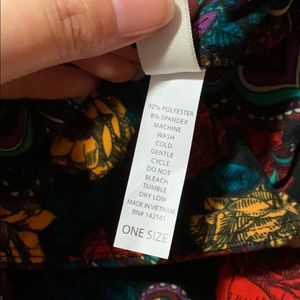 92% POLYESTER
8% SPANDEX
MACHINE
WASH
COLD
GENTLE
CYCLE
DO NOT
BLEACH
TUMBLE
DRY LOW
MADE IN VIETNAM
RN# 142161
ONE SIZE